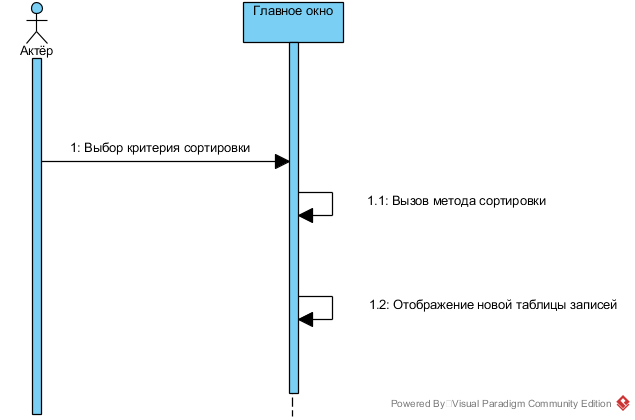 Главное окно
Актёр
1: Выбор критерия сортировки
1.1: Вызов метода сортировки
1.2: Отображение новой таблицы записей
Powered By Visual Paradigm Community Edition